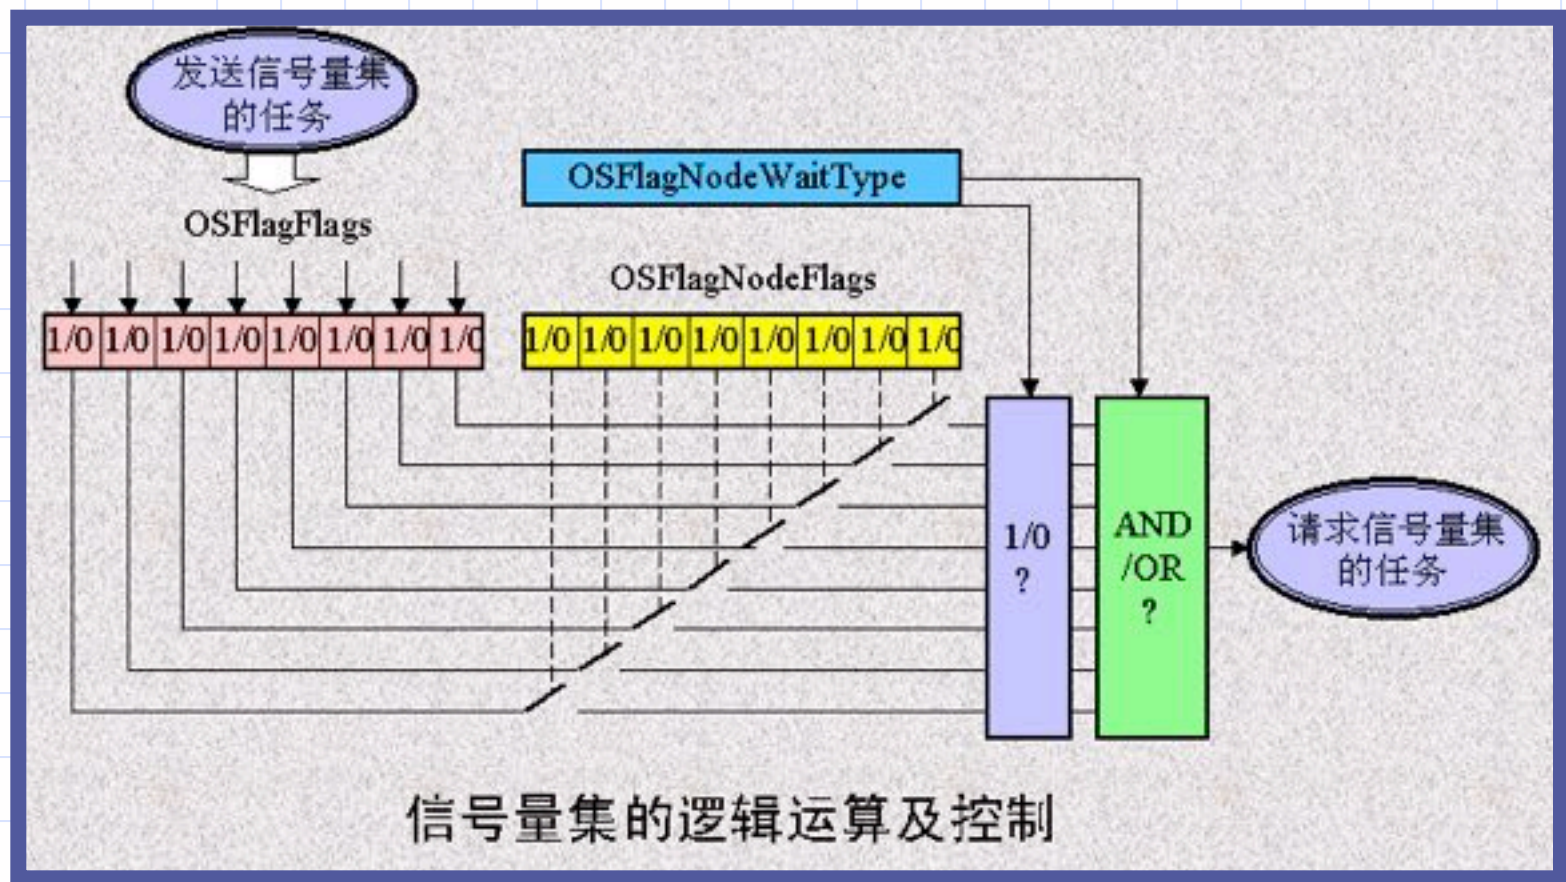 发送信号量集
的任务
OSFlagNodeWaitType
OSFlagFlags
OSFlagNodeFlags
1/0 1/0 1/0 1/0 1/0 1/0 1/0 1/0
1/0 1/0 1/0 1/0 1/0 1/0 1/0 1/0
1/0
?
AND
/OR
?
请求信号量集
的任务
信号量集的逻辑运算及控制